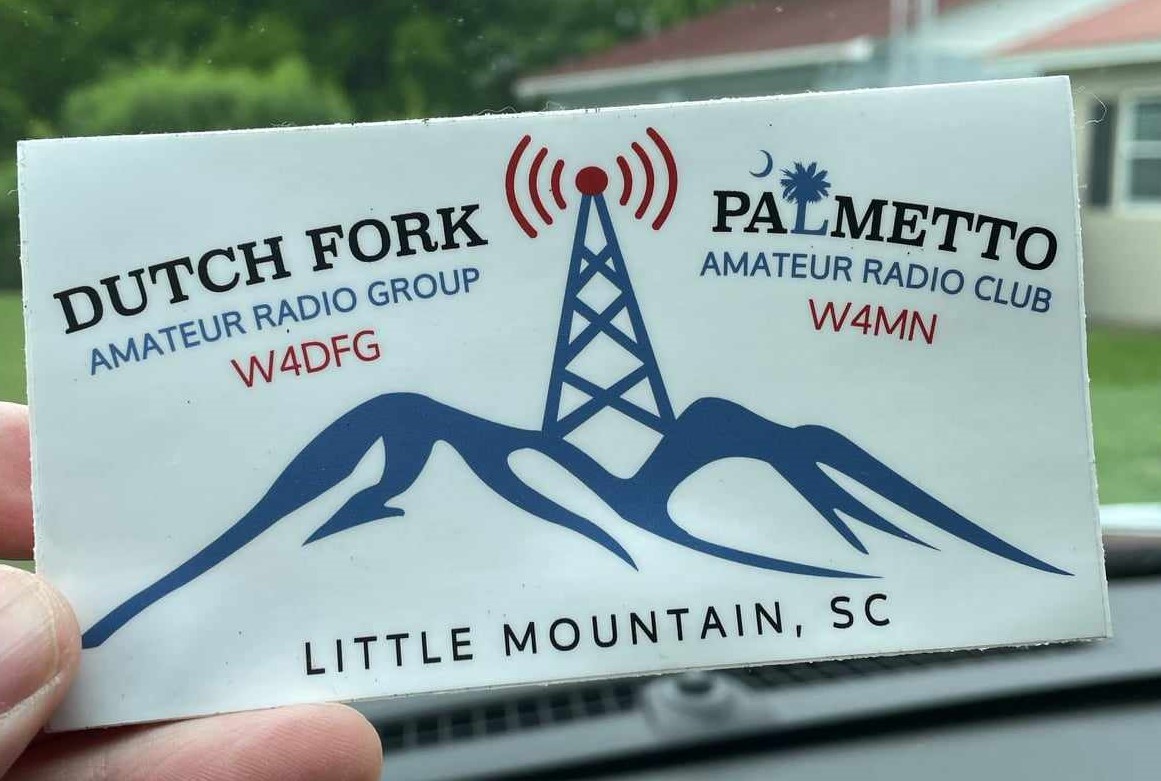 DUTCH FORK
AMATEUR RADIO GROUP
W4DFG
PALMETTO
AMATEUR RADIO CLUB
W4MN
LITTLE MOUNTAIN, SC